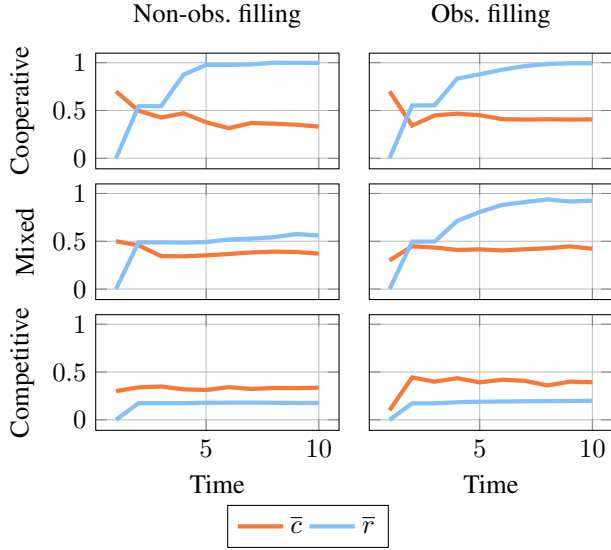 Non-obs. filling Obs. filling
Cooperative
1
0.5
0
Mixed
1
0.5
0
Competitive
1
0.5
0
5 10 5 10
Time Time
c̅ r̅